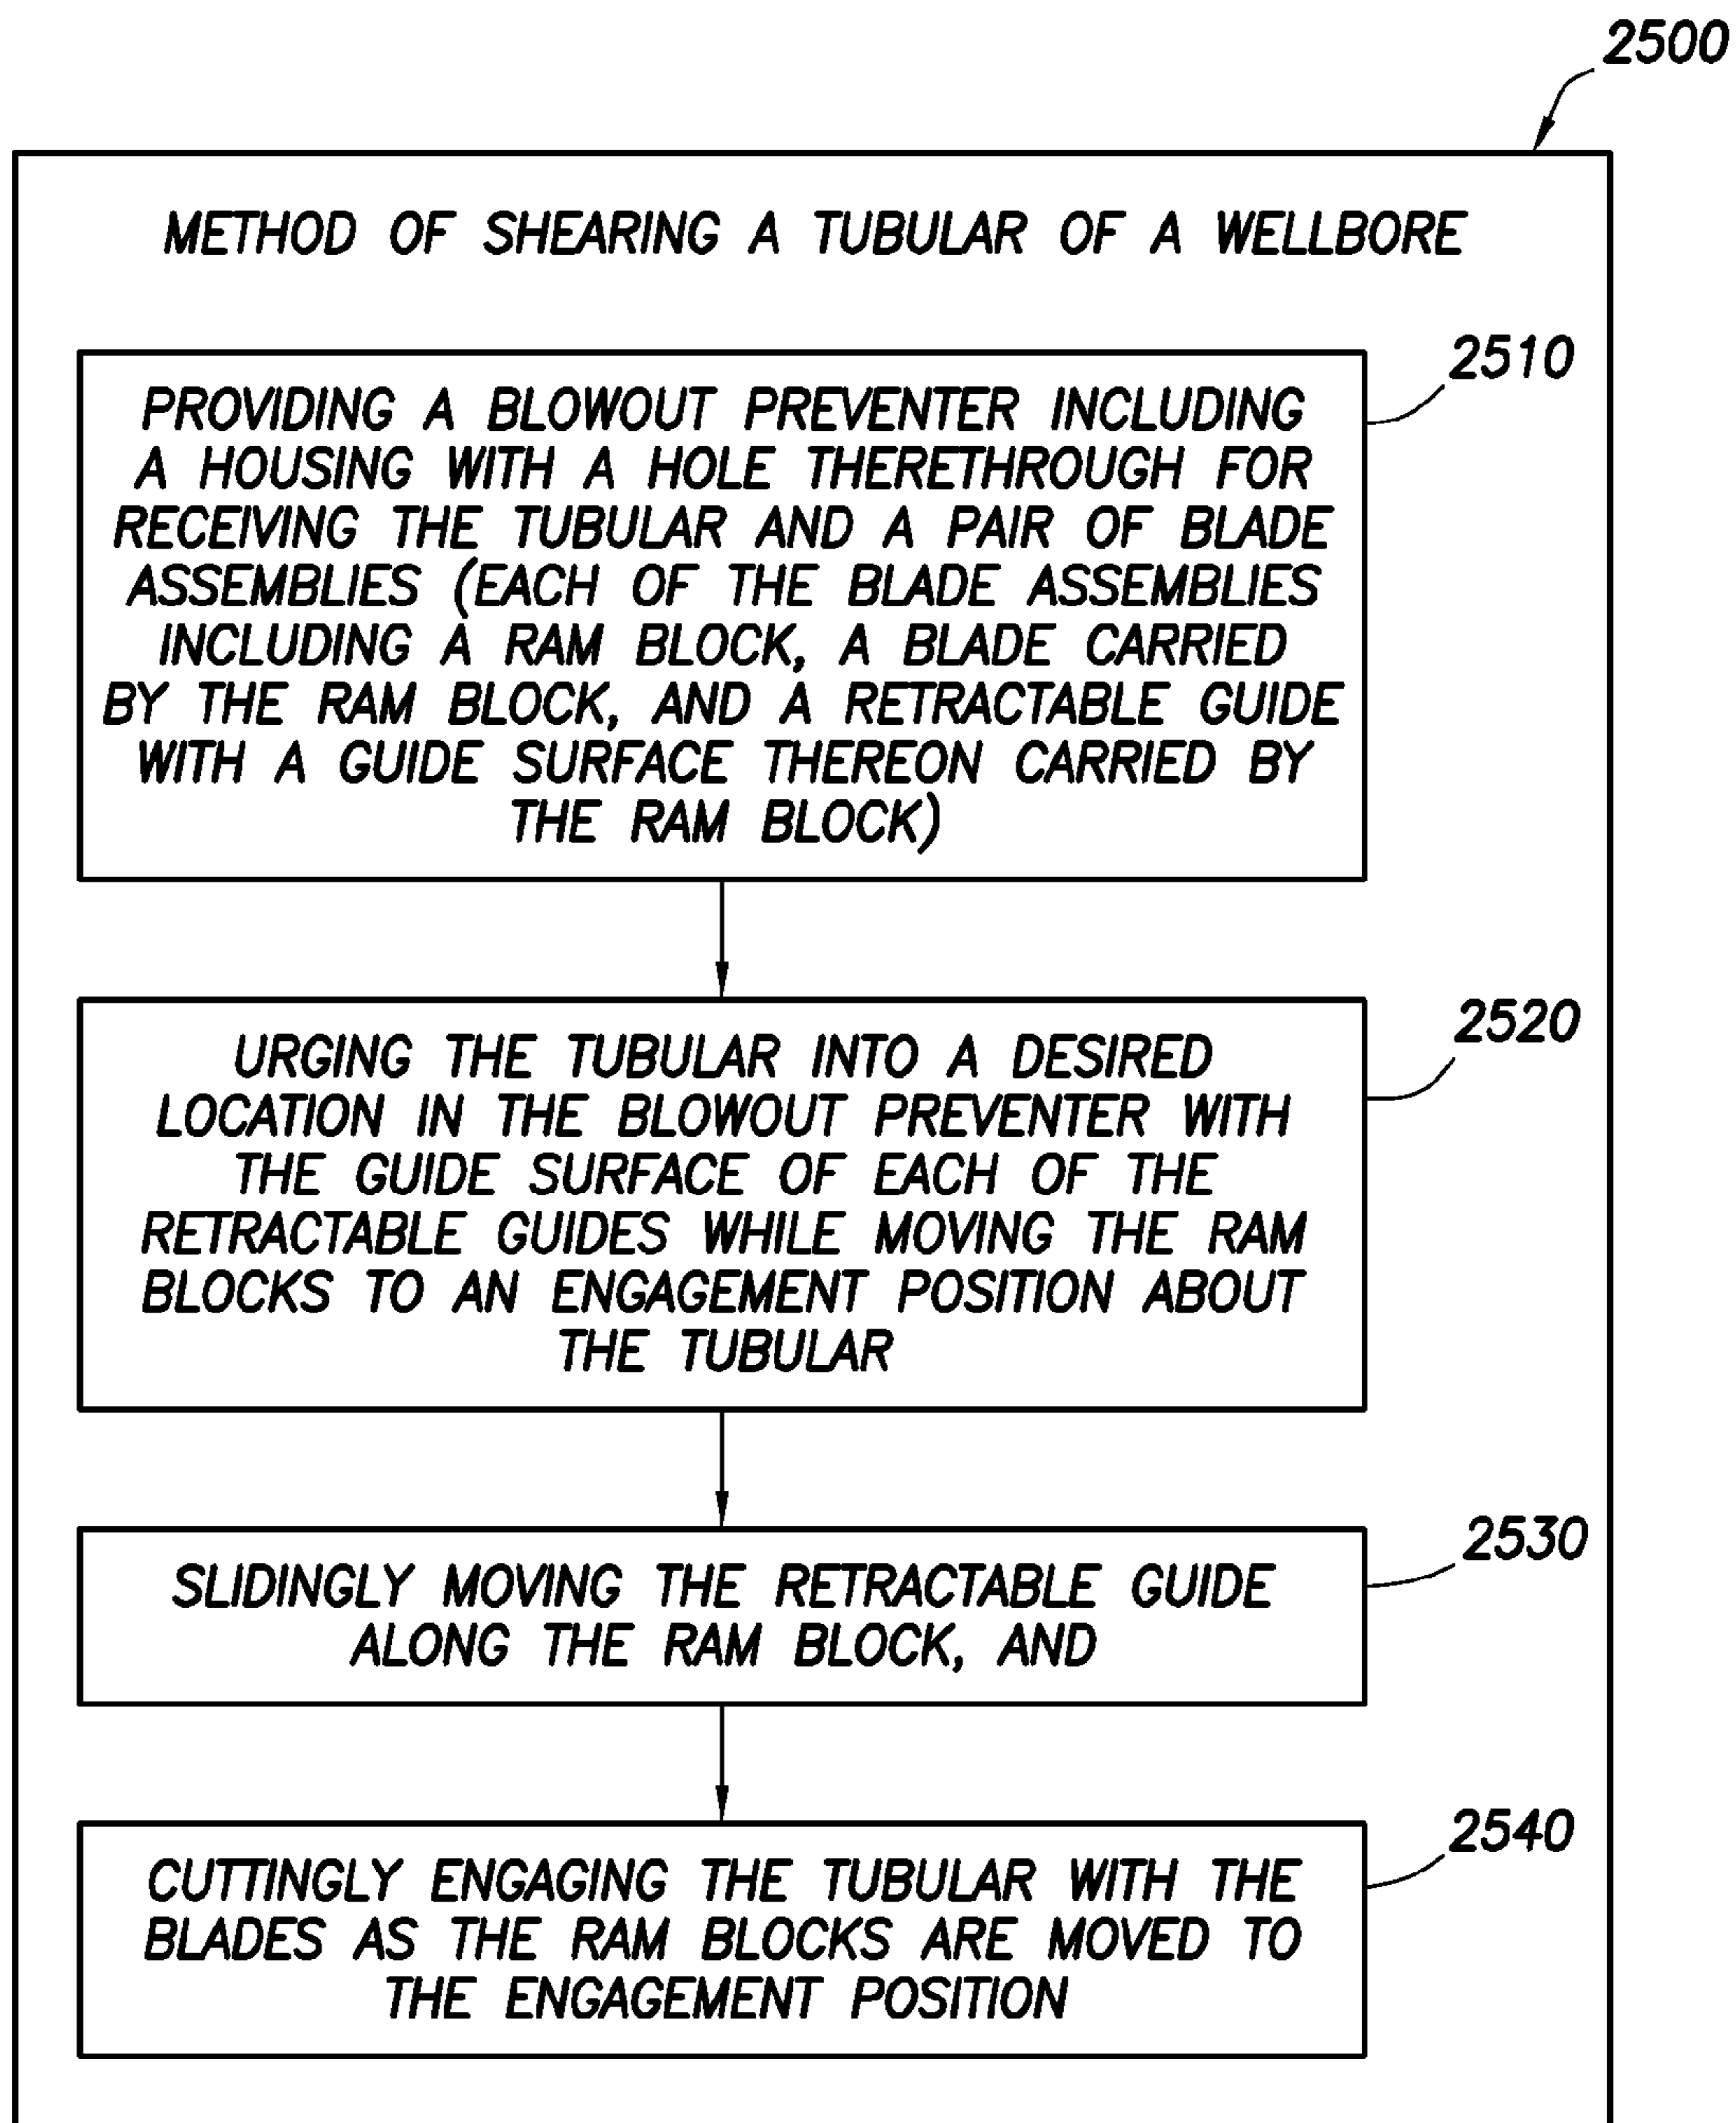 2500
METHOD OF SHEARING A TUBULAR OF A WELLBORE
2510
PROVIDING A BLOWOUT PREVENTER INCLUDING
A HOUSING WITH A HOLE THERETHROUGH FOR
RECEIVING THE TUBULAR AND A PAIR OF BLADE
ASSEMBLIES (EACH OF THE BLADE ASSEMBLIES
INCLUDING A RAM BLOCK, A BLADE CARRIED
BY THE RAM BLOCK, AND A RETRACTABLE GUIDE
WITH A GUIDE SURFACE THEREON CARRIED BY
THE RAM BLOCK)
2520
URGING THE TUBULAR INTO A DESIRED
LOCATION IN THE BLOWOUT PREVENTER WITH
THE GUIDE SURFACE OF EACH OF THE
RETRACTABLE GUIDES WHILE MOVING THE RAM
BLOCKS TO AN ENGAGEMENT POSITION ABOUT
THE TUBULAR
2530
SLIDINGLY MOVING THE RETRACTABLE GUIDE
ALONG THE RAM BLOCK, AND
2540
CUTTINGLY ENGAGING THE TUBULAR WITH THE
BLADES AS THE RAM BLOCKS ARE MOVED TO
THE ENGAGEMENT POSITION